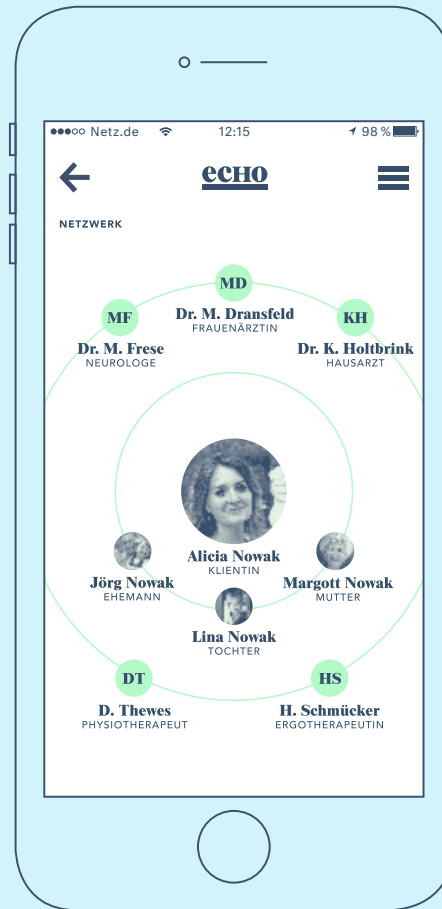 Netz.de 12:15 98 %
ecHO
NETZWERK
MD
Dr. M. Dransfeld
FRAUENÄRZTIN
MF
Dr. M. Frese
NEUROLOGE
KH
Dr. K. Holtbrink
HAUSARZT
Alicia Nowak
KLIENTIN
Jörg Nowak
EHEMANN
Margott Nowak
MUTTER
Lina Nowak
TOCHTER
DT
D. Thewes
PHYSIOTHERAPEUT
HS
H. Schmücker
ERGOTHERAPEUTIN